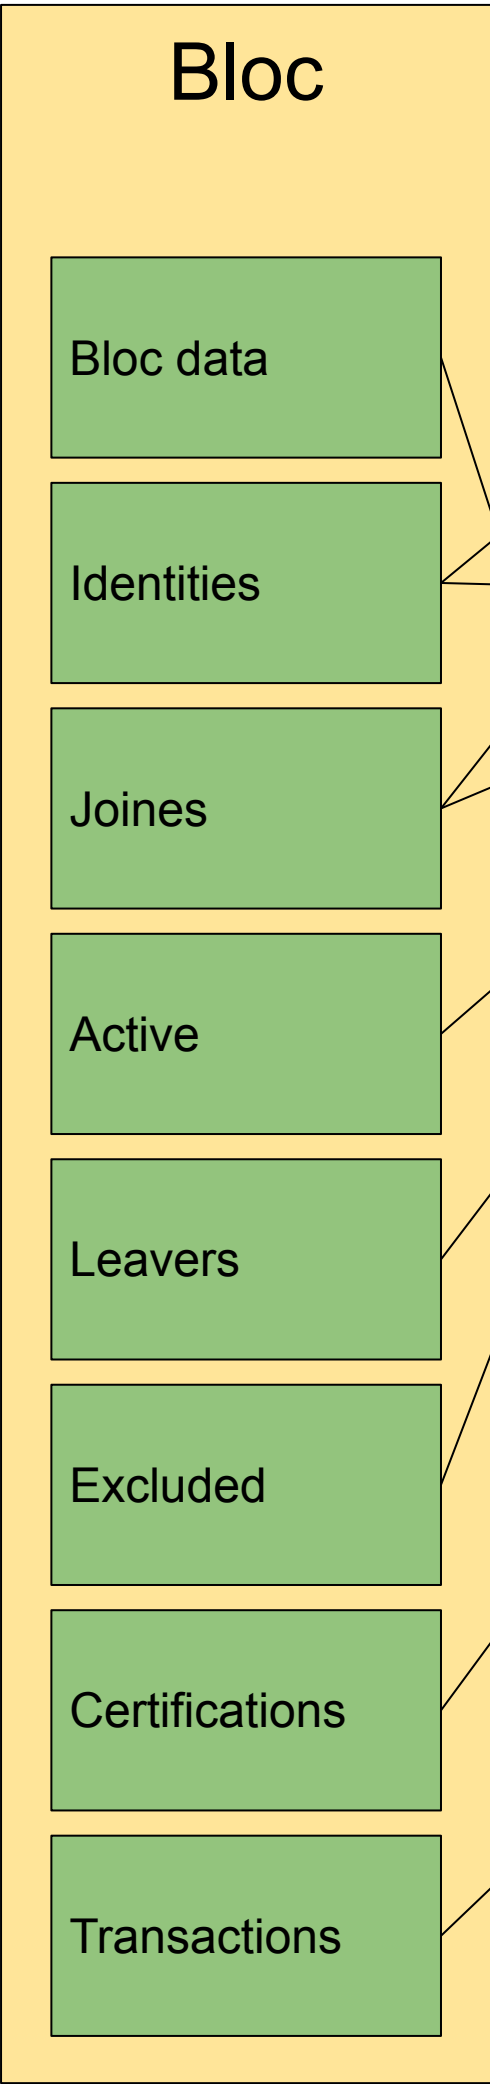 Bloc
Bloc data
Identities
Joines
Active
Leavers
Excluded
Certifications
Transactions